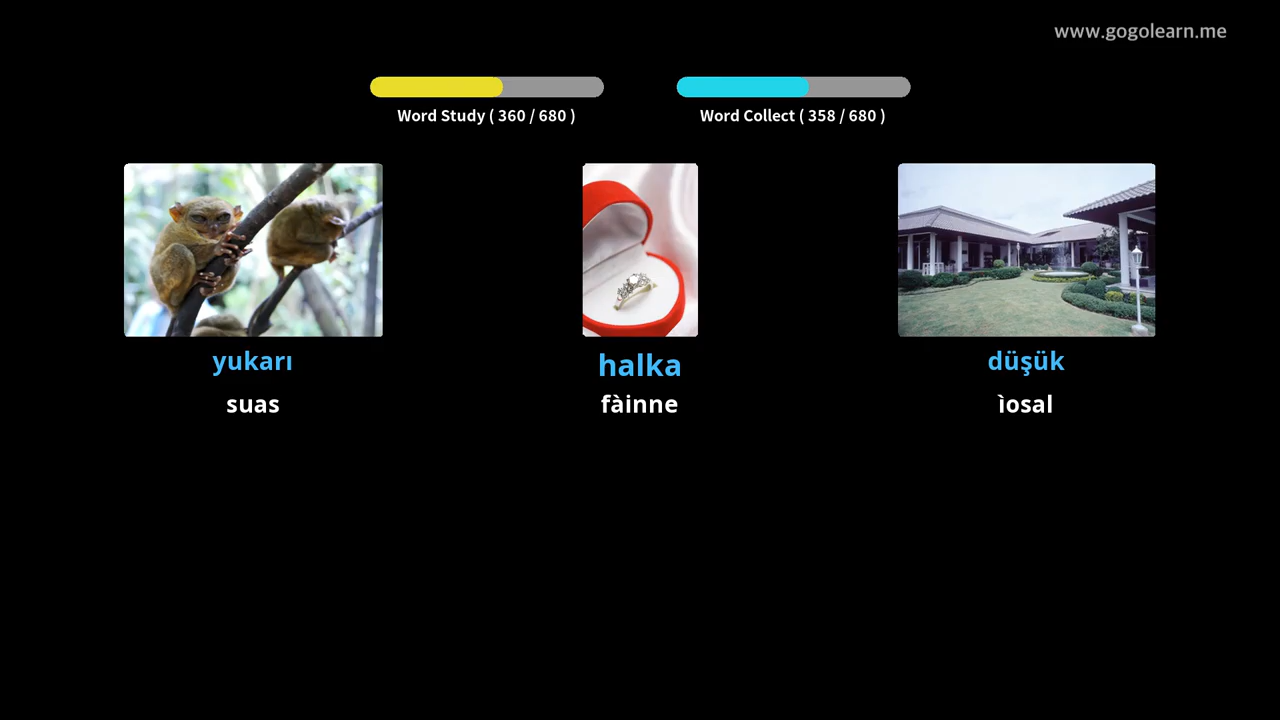 www.gogolearn.me
Word Study ( 360 / 680 )
Word Collect ( 358 / 680 )
yukarı
halka
düşük
suas
fàinne
ìosal